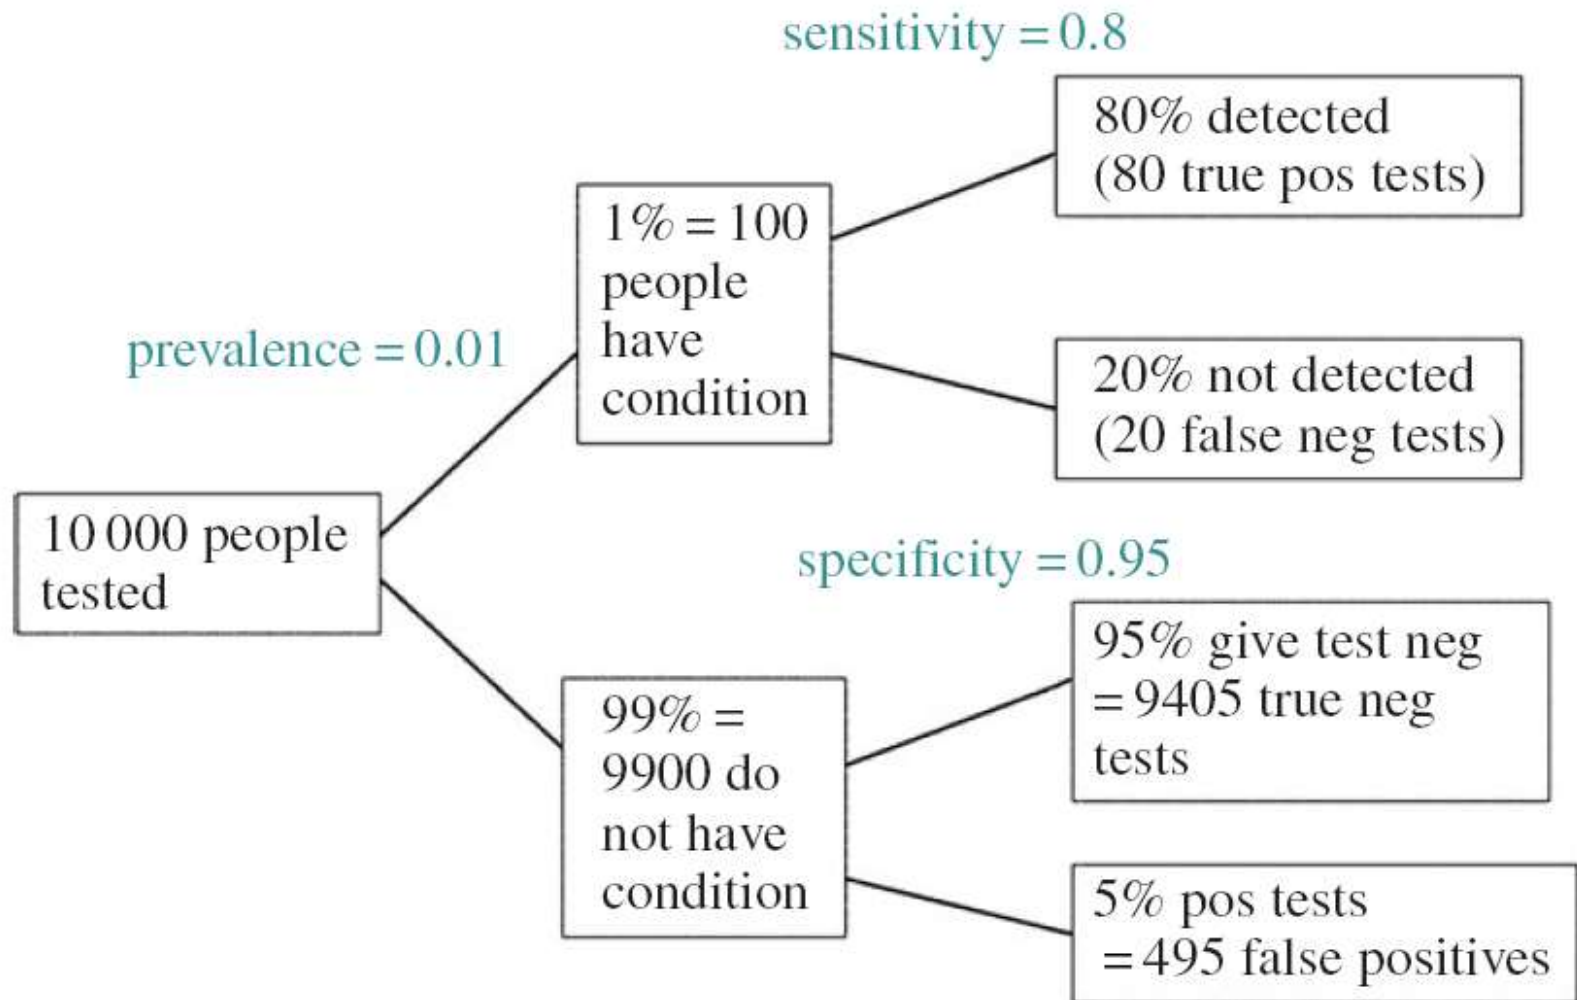 sensitivity = 0.8
80% detected
(80 true pos tests)
1% = 100
people
have
condition
prevalence = 0.01
20% not detected
(20 false neg tests)
10 000 people
tested
specificity = 0.95
95% give test neg
= 9405 true neg
tests
99% =
9900 do
not have
condition
5% pos tests
= 495 false positives